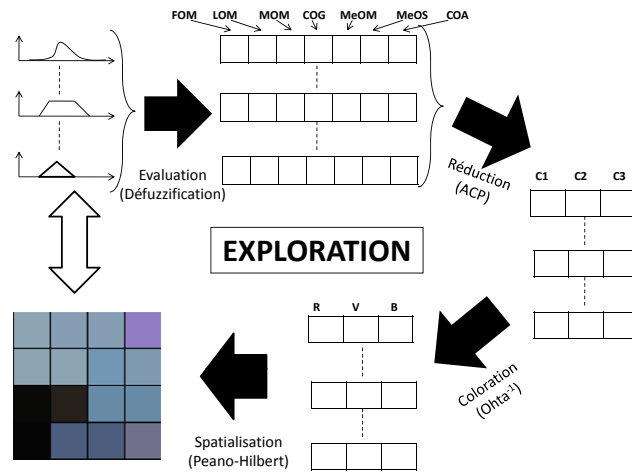 FOM LOM MOM COG MeOM MeOS COA
Evaluation
(Défuzzification)
Réduction
(ACP)
C1 C2 C3
EXPLORATION
R V B
Coloration
(Ohta-1)
Spatialisation
(Peano-Hilbert)